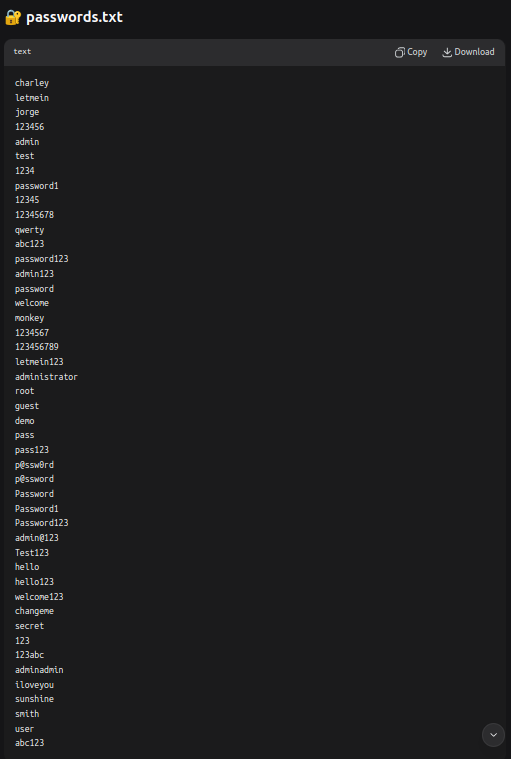 🔐 passwords.txt
text Copy Download
charley
letmein
jorge
123456
admin
test
1234
password1
12345
12345678
qwerty
abc123
password123
admin123
password
welcome
monkey
1234567
123456789
letmein123
administrator
root
guest
demo
pass
pass123
p@ssw0rd
p@ssword
Password
Password1
Password123
admin@123
Test123
hello
hello123
welcome123
changeme
secret
123
123abc
adminadmin
iloveyou
sunshine
smith
user
abc123